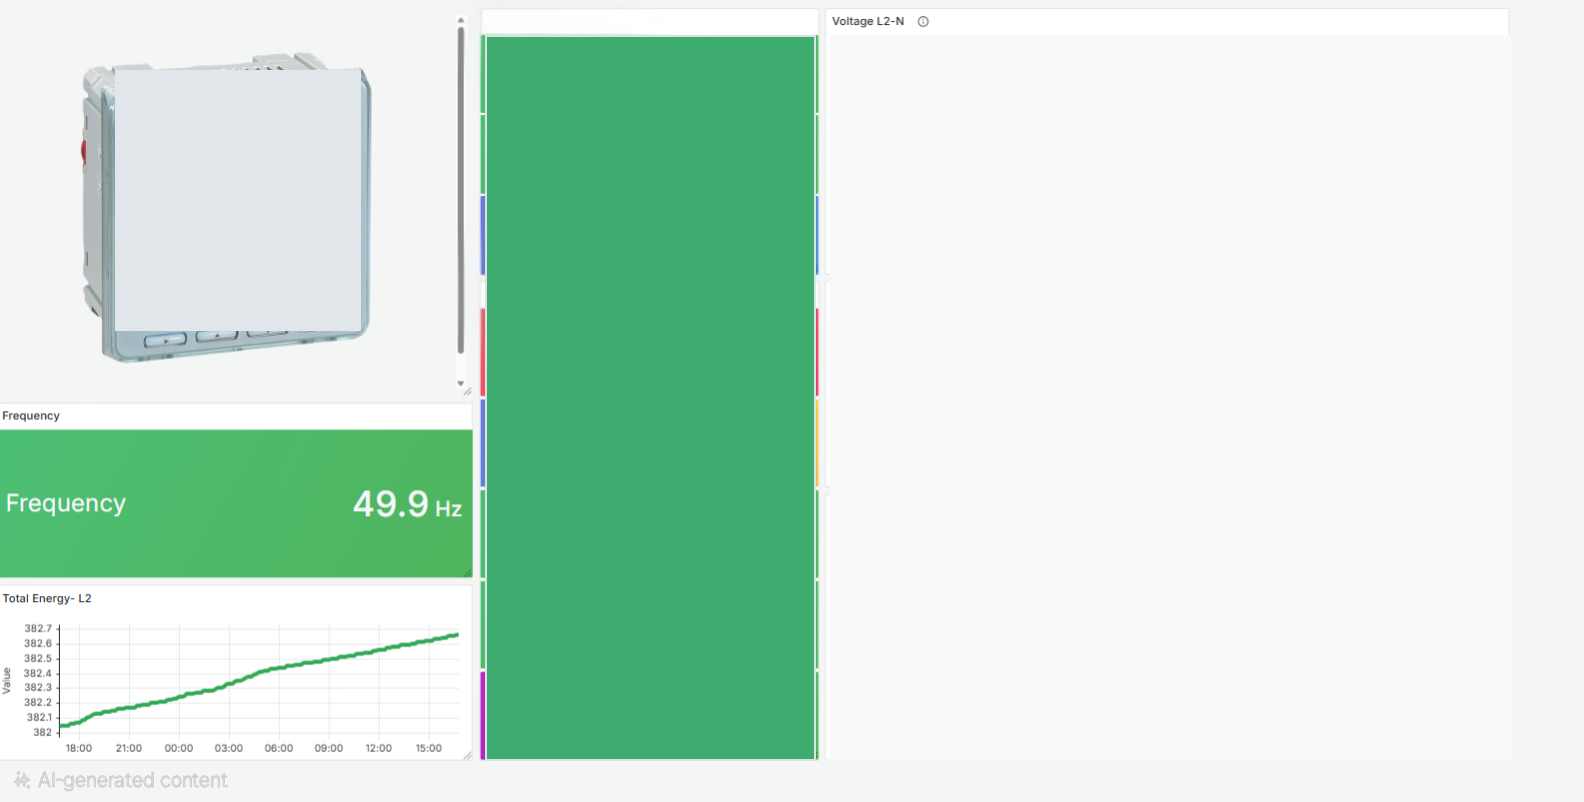 Voltage L2-N
Frequency
Frequency 49.9 Hz
Total Energy- L2
382.7
382.6
382.5
382.4
382.3
382.2
382.1
382
Value
18:00 21:00 00:00 03:00 06:00 09:00 12:00 15:00
AI-generated content